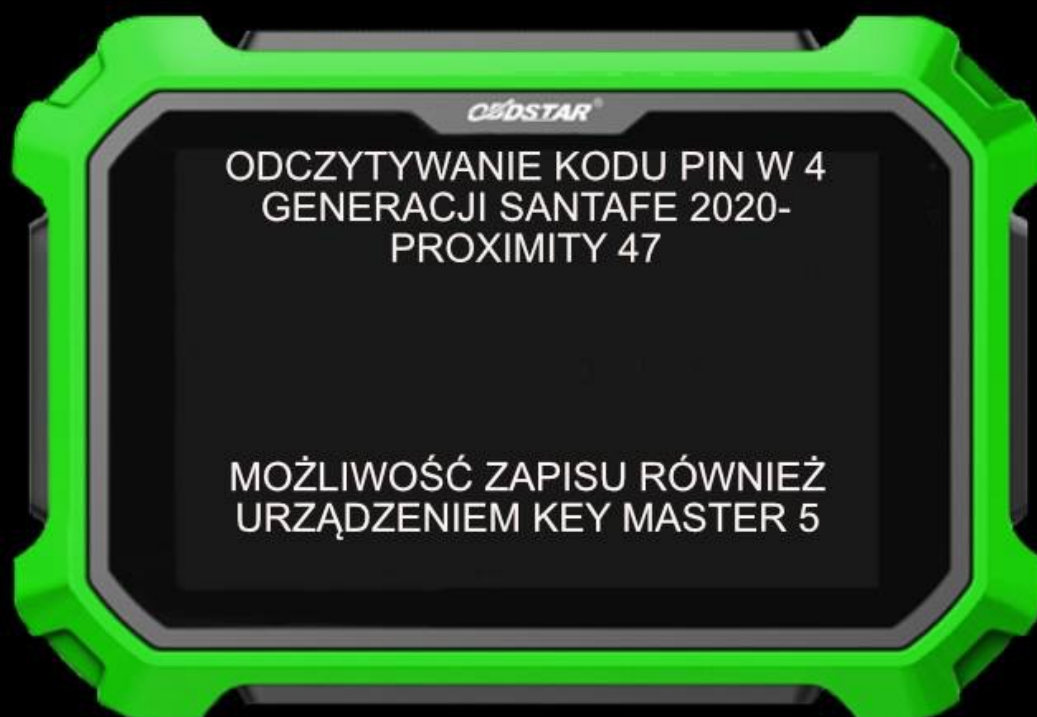 OBDSTAR®
ODCZYTYWANIE KODU PIN W 4
GENERACJI SANTAFE 2020-
PROXIMITY 47
MOŻLIWOŚĆ ZAPISU RÓWNIEŻ
URZĄDZENIEM KEY MASTER 5